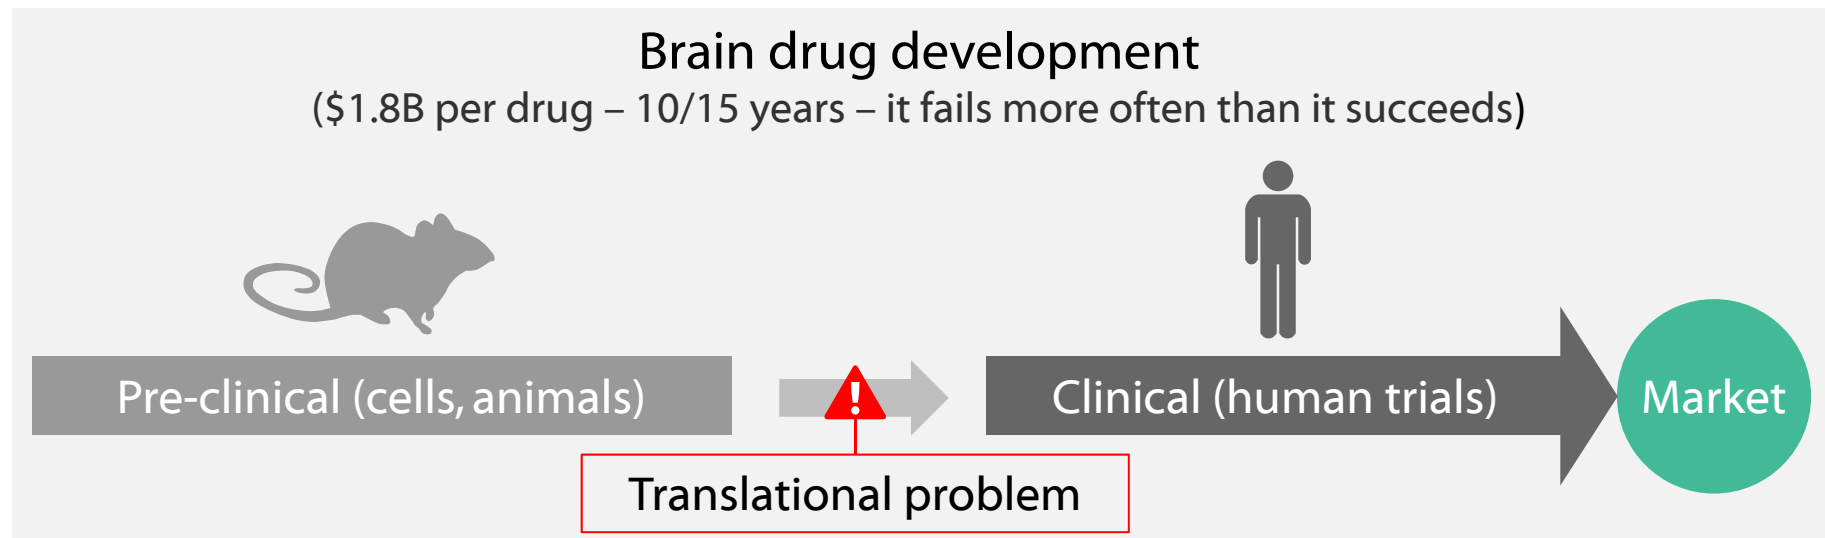 Brain drug development
($1.8B per drug – 10/15 years – it fails more often than it succeeds)
Pre-clinical (cells, animals)
!
Clinical (human trials)
Market
Translational problem